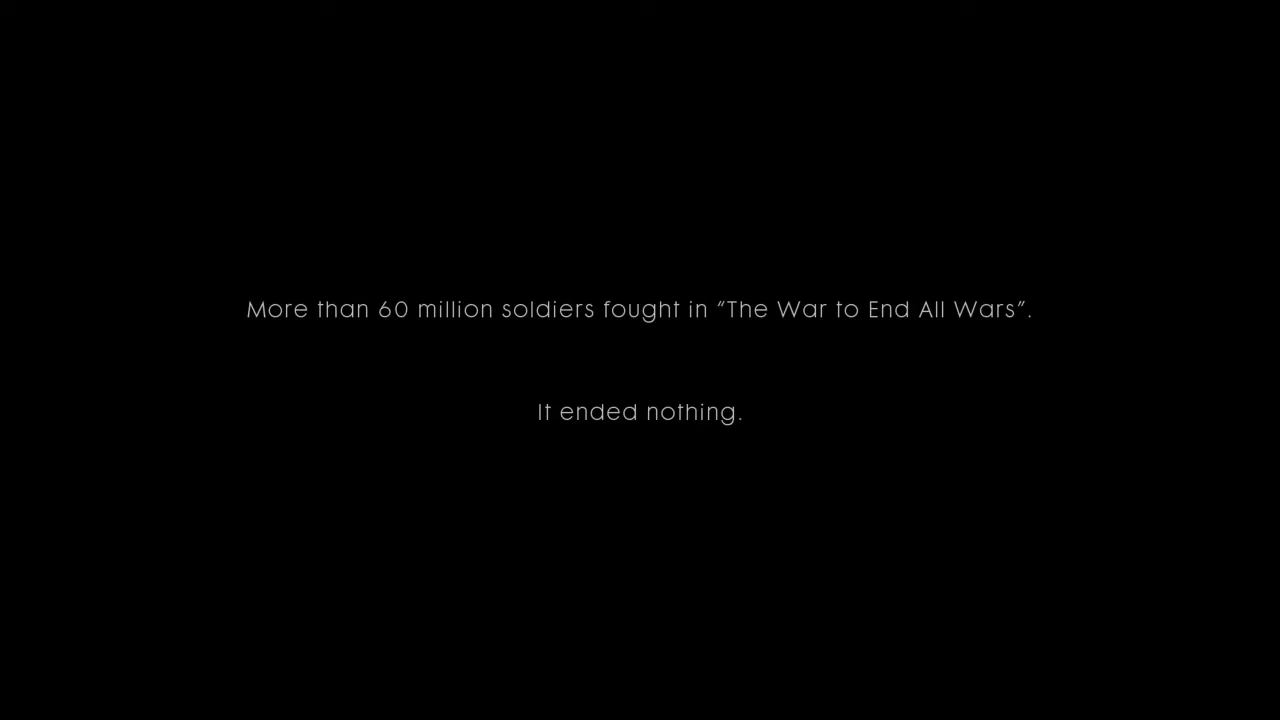 More than 60 million soldiers fought in “The War to End All Wars”.
It ended nothing.